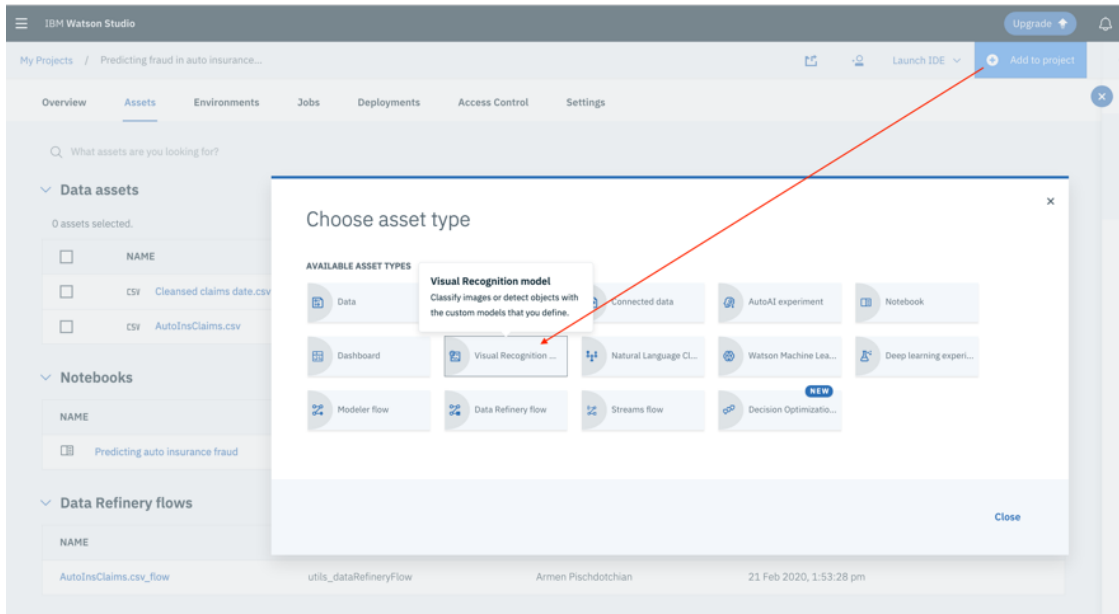 IBM Watson Studio
Upgrade
My Projects / Predicting fraud in auto insurance...
Launch IDE
Add to project
Overview Assets Environments Jobs Deployments Access Control Settings
What assets are you looking for?
Data assets
0 assets selected.
NAME
CSV Cleansed claims date.csv
CSV AutoInsClaims.csv
Notebooks
NAME
Predicting auto insurance fraud
Data Refinery flows
NAME
AutoInsClaims.csv_flow utils_dataRefineryFlow Armen Pischdotchian 21 Feb 2020, 1:53:28 pm
Choose asset type
AVAILABLE ASSET TYPES
Visual Recognition model
Classify images or detect objects with
the custom models that you define.
Data Connected data AutoAI experiment Notebook
Dashboard Visual Recognition ... Natural Language Cl... Watson Machine Lea... Deep learning experi...
NEW
Modeler flow Data Refinery flow Streams flow Decision Optimizatio...
Close